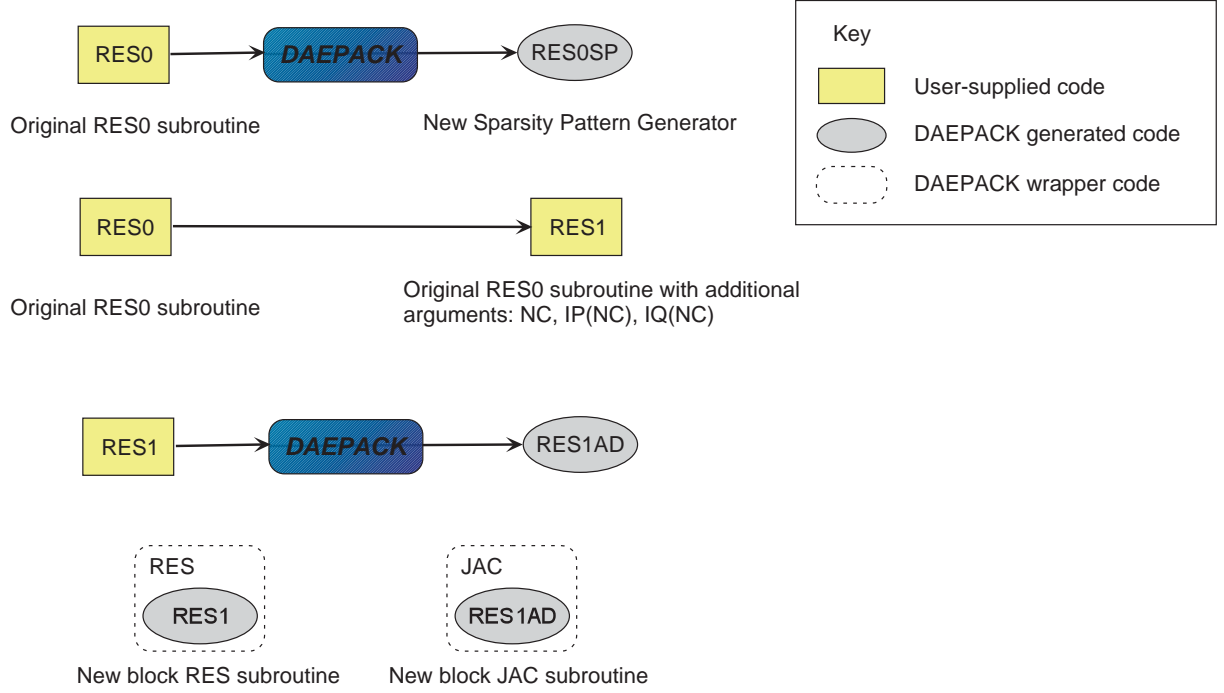 RES0
DAEPACK
RES0SP
Original RES0 subroutine
New Sparsity Pattern Generator
Key
User-supplied code
DAEPACK generated code
DAEPACK wrapper code
RES0
RES1
Original RES0 subroutine
Original RES0 subroutine with additional
arguments: NC, IP(NC), IQ(NC)
RES1
DAEPACK
RES1AD
RES
RES1
New block RES subroutine
JAC
RES1AD
New block JAC subroutine